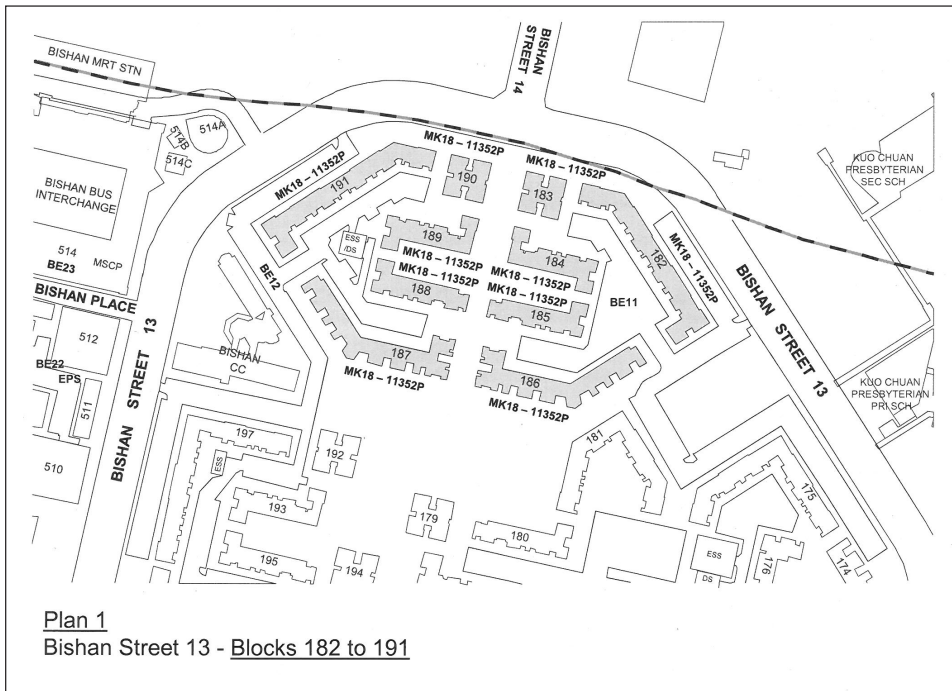 BISHAN MRT STN
BISHAN
STREET 14
514A
514B
514C
MK18 – 11352P
MK18 – 11352P
MK18 – 11352P
KUO CHUAN
PRESBYTERIAN
SEC SCH
BISHAN BUS
INTERCHANGE
191
190
183
182
MK18 – 11352P
514
MSCP
BE23
ESS
/DS
189
MK18 – 11352P
MK18 – 11352P
188
184
MK18 – 11352P
MK18 – 11352P
185
BE12
BE11
BISHAN PLACE
BISHAN STREET 13
BISHAN STREET 13
512
BE22
EPS
511
510
BISHAN
CC
187
MK18 – 11352P
186
MK18 – 11352P
KUO CHUAN
PRESBYTERIAN
PRI SCH
197
192
181
ESS
193
179
180
175
195
194
ESS
DS
176
174
Plan 1
Bishan Street 13 - Blocks 182 to 191